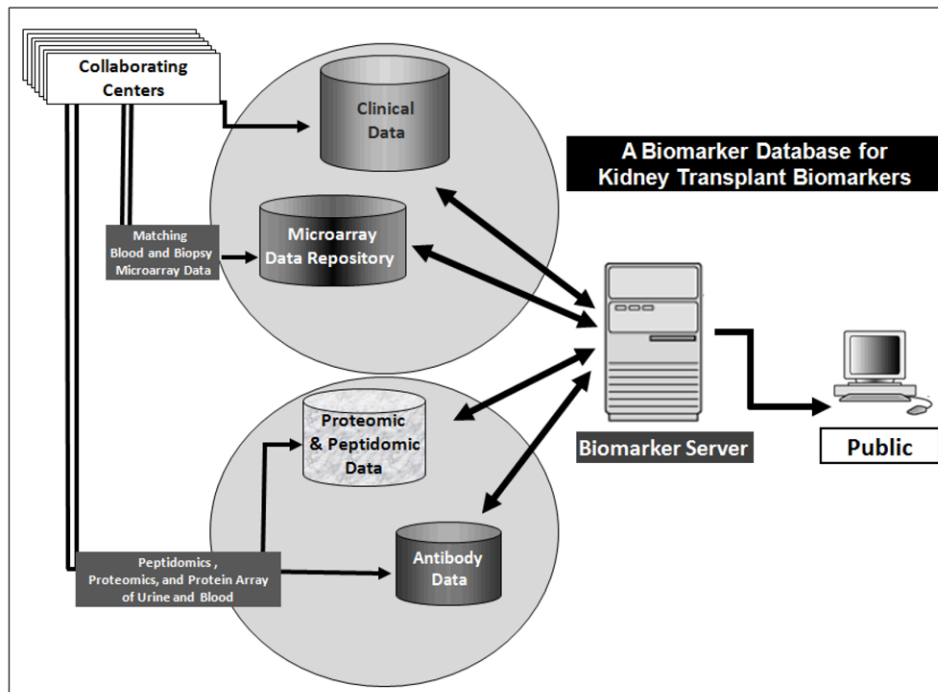 Collaborating
Centers
Clinical
Data
A Biomarker Database for
Kidney Transplant Biomarkers
Matching
Blood and Biopsy
Microarray Data
Microarray
Data Repository
Proteomic
& Peptidomic
Data
Biomarker Server
Public
Peptidomics ,
Proteomics, and Protein Array
of Urine and Blood
Antibody
Data